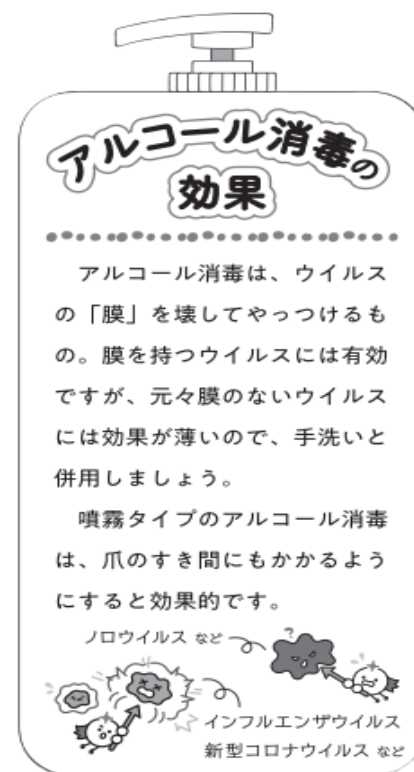 アルコール消毒の
効果
アルコール消毒は、ウイルス
の「膜」を壊してやっつけるも
の。膜を持つウイルスには有効
ですが、元々膜のないウイルス
には効果が薄いので、手洗いと
併用しましょう。
噴霧タイプのアルコール消毒
は、爪のすき間にもかかるよう
にすると効果的です。
ノロウイルス など
?
インフルエンザウイルス
新型コロナウイルス など